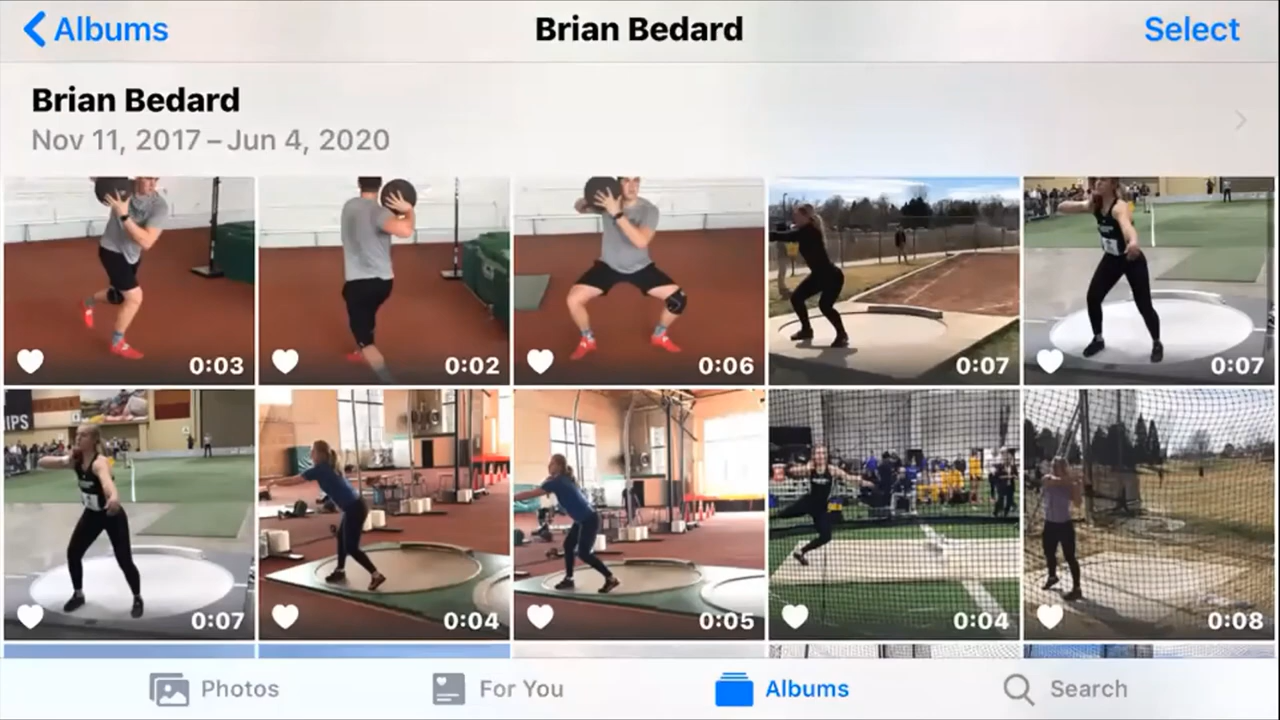 Albums
Brian Bedard
Select
Brian Bedard
Nov 11, 2017 – Jun 4, 2020
0:03
0:02
0:06
0:07
0:07
IPS
0:07
0:04
0:05
0:04
0:08
Photos
For You
Albums
Search